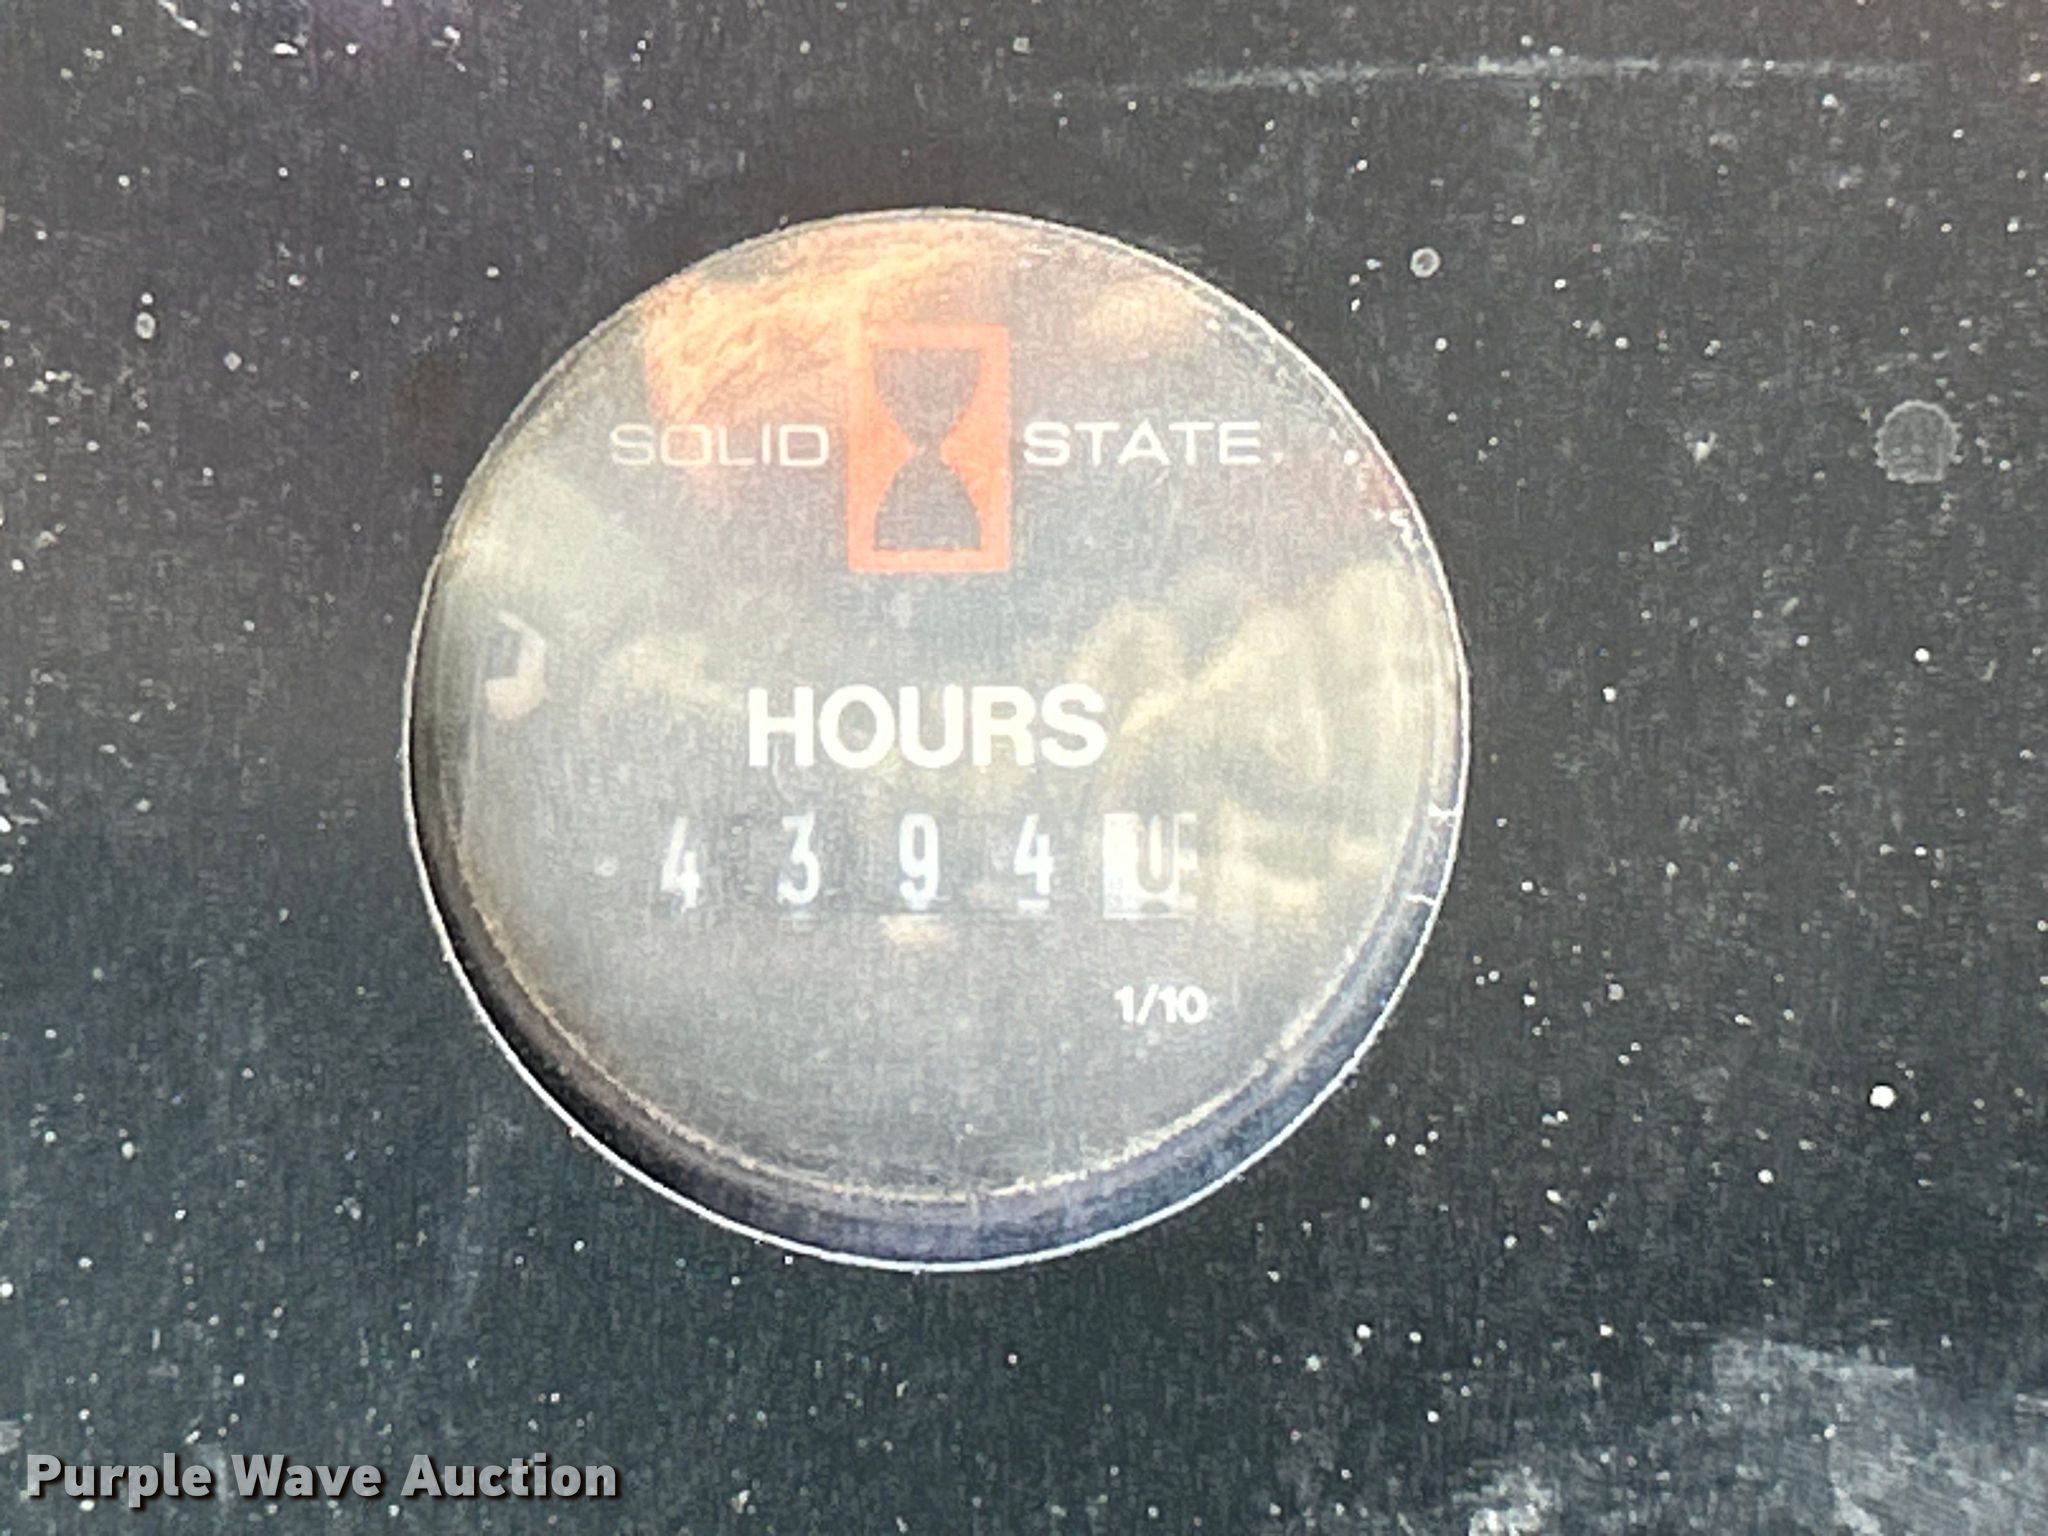 SOLID STATE
HOURS
4 3 9 4
1/10
Purple Wave Auction